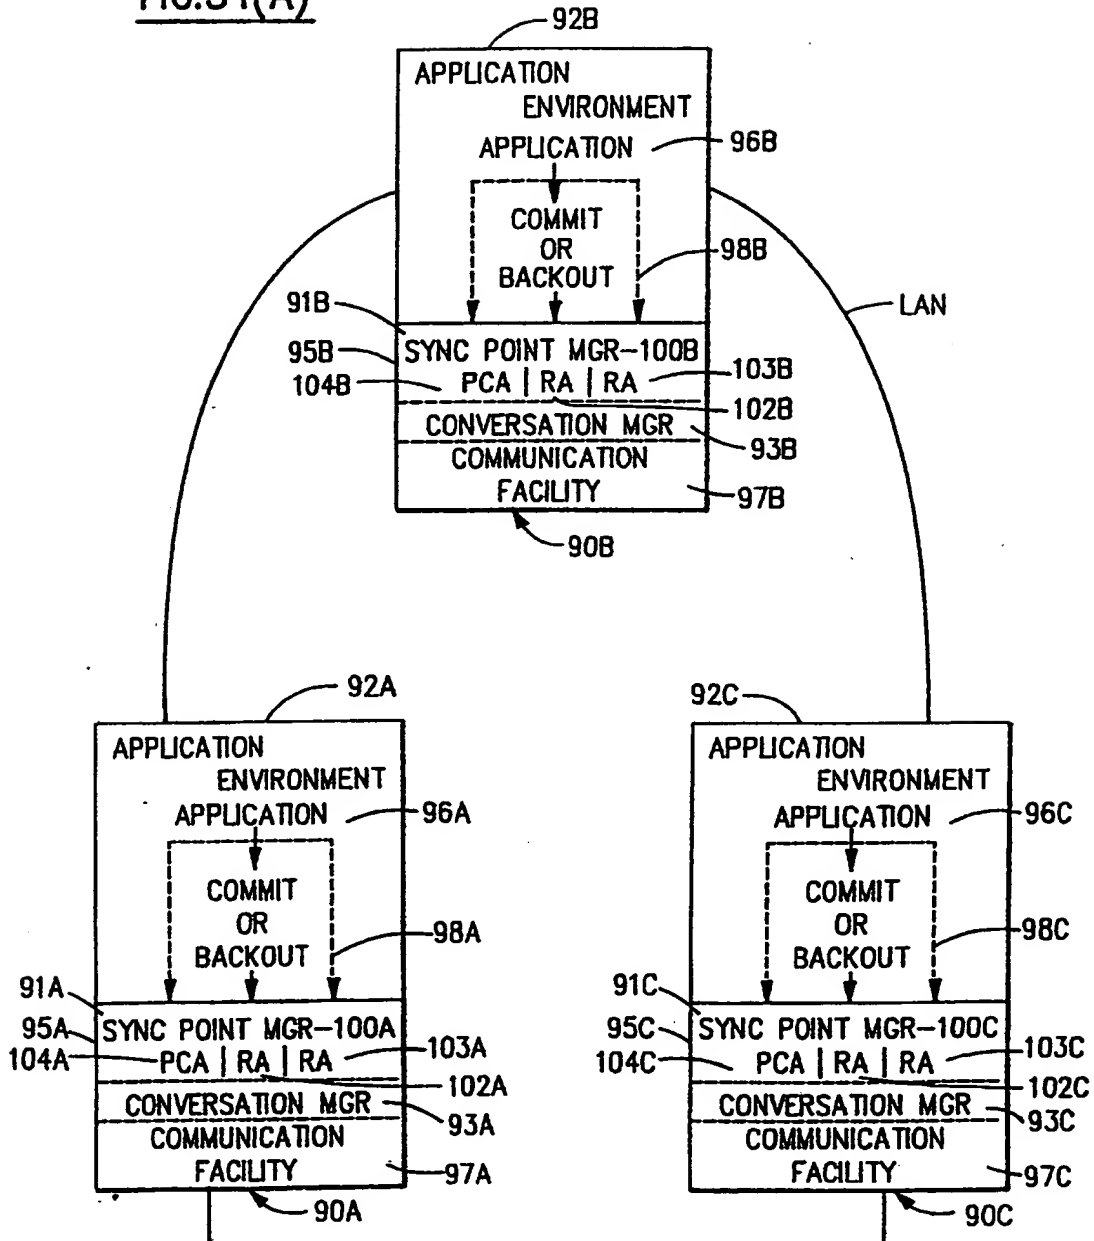 FIG.31(A)
92B
APPLICATION
ENVIRONMENT
APPLICATION
96B
COMMIT
OR
BACKOUT
98B
91B
LAN
95B
SYNC POINT MGR-100B
104B
PCA | RA | RA
103B
102B
CONVERSATION MGR
93B
COMMUNICATION
FACILITY
97B
90B
92A
APPLICATION
ENVIRONMENT
APPLICATION
96A
COMMIT
OR
BACKOUT
98A
91A
95A
SYNC POINT MGR-100A
104A
PCA | RA | RA
103A
102A
CONVERSATION MGR
93A
COMMUNICATION
FACILITY
97A
90A
92C
APPLICATION
ENVIRONMENT
APPLICATION
96C
COMMIT
OR
BACKOUT
98C
91C
95C
SYNC POINT MGR-100C
104C
PCA | RA | RA
103C
102C
CONVERSATION MGR
93C
COMMUNICATION
FACILITY
97C
90C